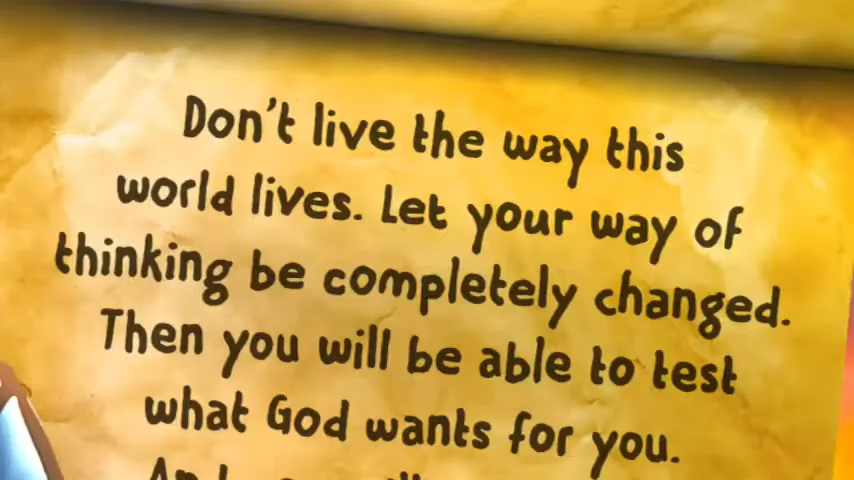 Don't live the way this
world lives. Let your way of
thinking be completely changed.
Then you will be able to test
what God wants for you.